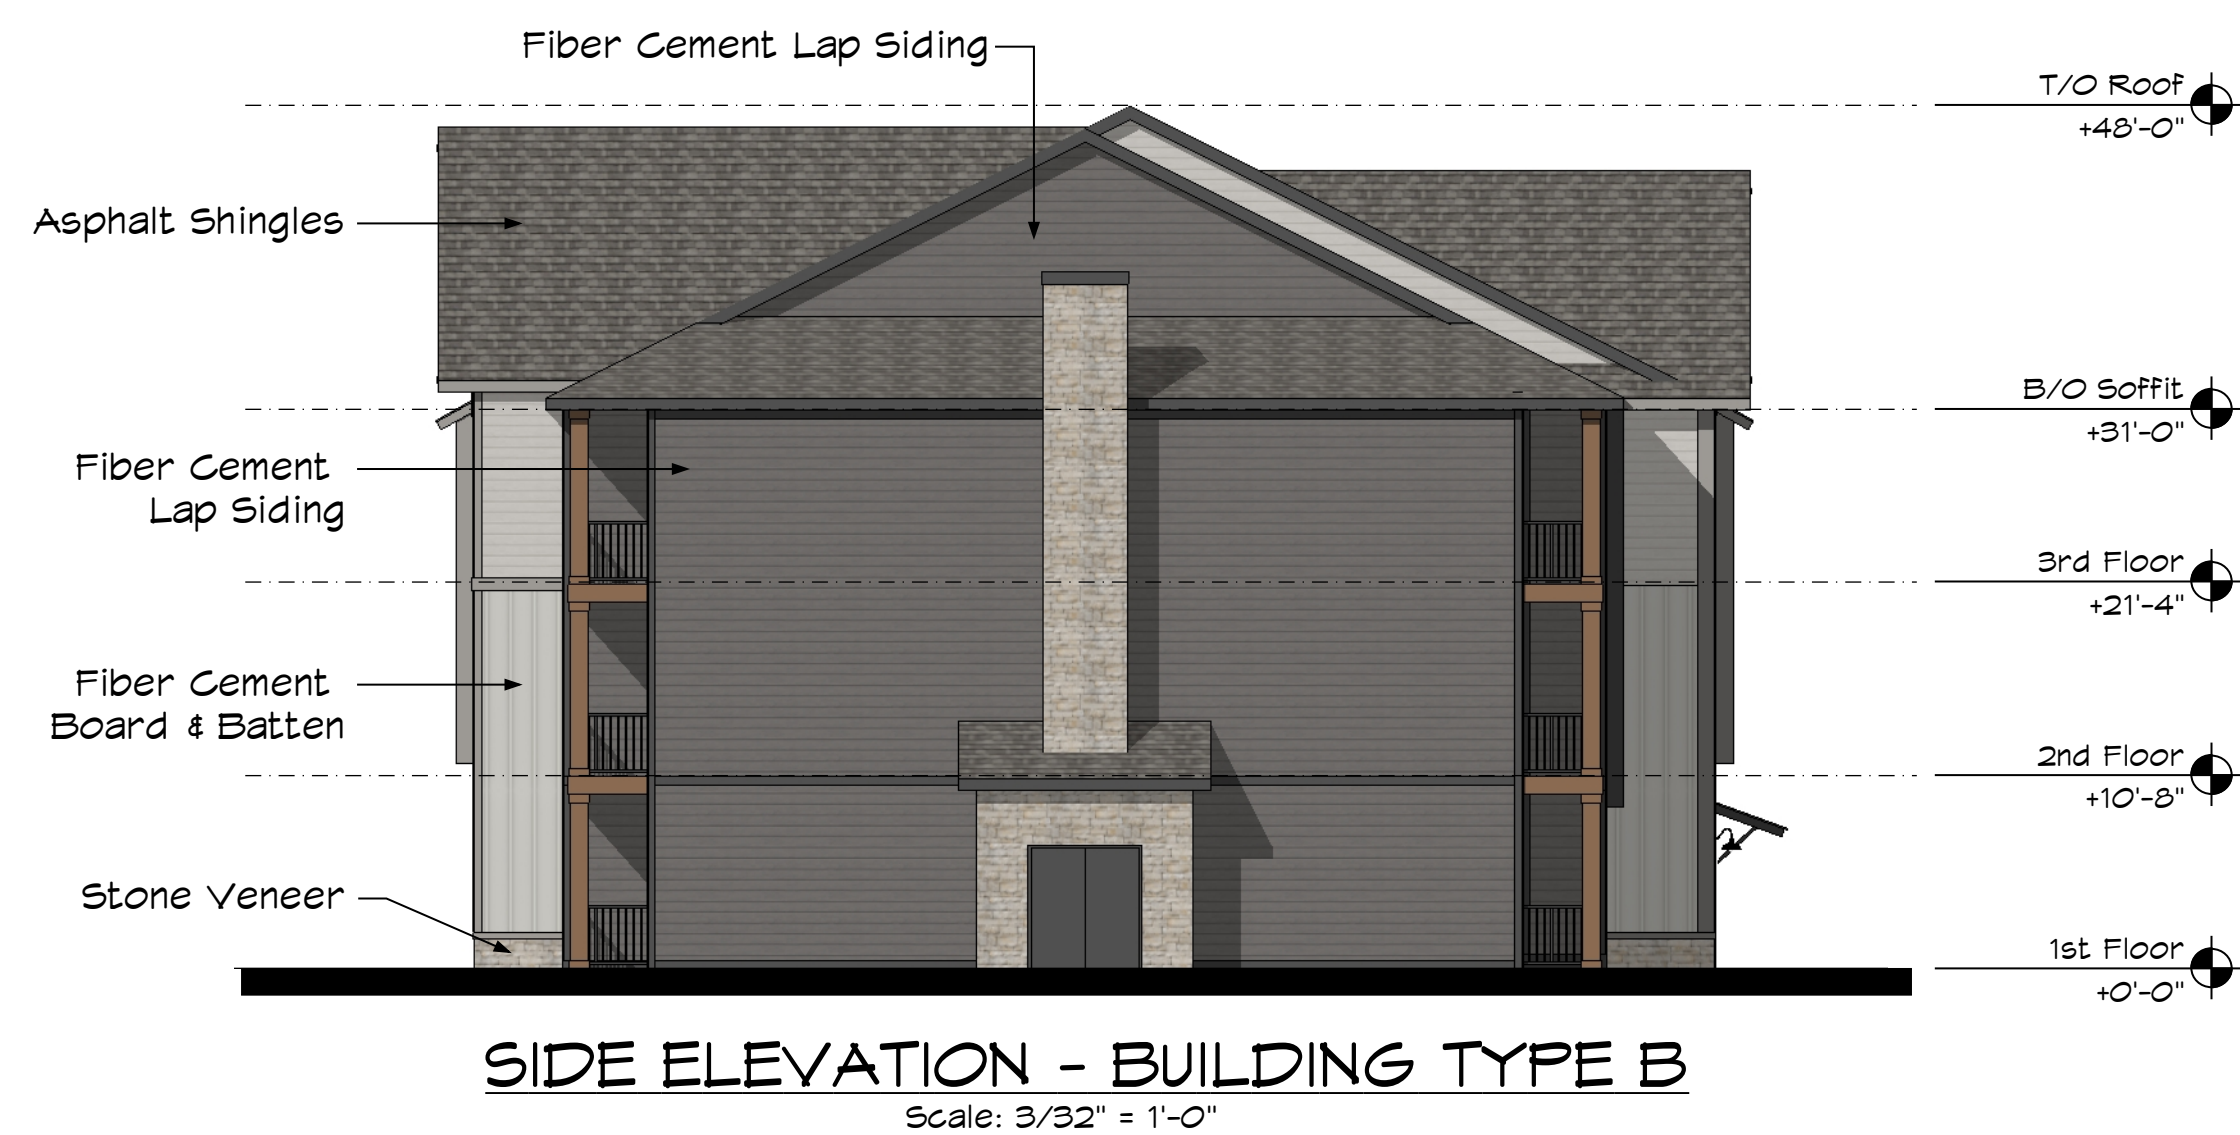 Fiber Cement Lap Siding
T/O Roof
+48'-0"
Asphalt Shingles
B/O Soffit
+31'-0"
Fiber Cement
Lap Siding
3rd Floor
+21'-4"
Fiber Cement
Board & Batten
2nd Floor
+10'-8"
Stone Veneer
1st Floor
+0'-0"
SIDE ELEVATION - BUILDING TYPE B
Scale: 3/32" = 1'-0"